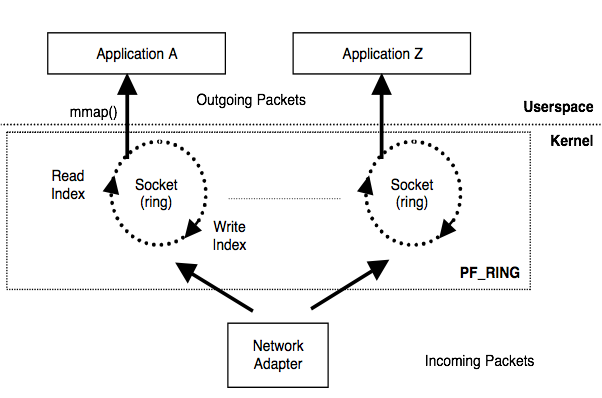 Application A
Application Z
mmap()
Outgoing Packets
Userspace
Kernel
Read
Index
Socket
(ring)
Socket
(ring)
Write
Index
PF_RING
Network
Adapter
Incoming Packets